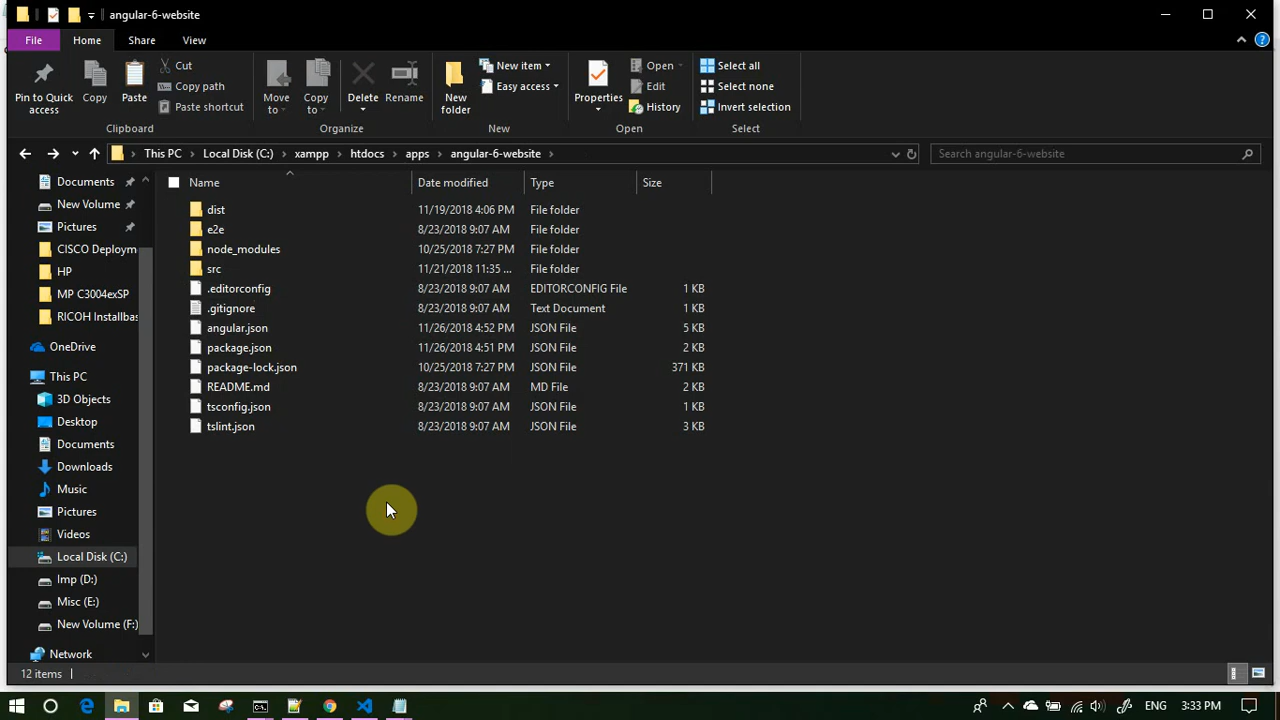 angular-6-website
File Home Share View
Pin to Quick access
Copy
Paste
Cut
Copy path
Paste shortcut
Clipboard
Move to
Copy to
Delete
Rename
Organize
New folder
New item
Easy access
New
Properties
Open
Edit
History
Open
Select all
Select none
Invert selection
Select
This PC Local Disk (C:) xampp htdocs apps angular-6-website
Search angular-6-website
Documents
New Volume
Pictures
CISCO Deploym
HP
MP C3004exSP
RICOH Installbas
OneDrive
This PC
3D Objects
Desktop
Documents
Downloads
Music
Pictures
Videos
Local Disk (C:)
Imp (D:)
Misc (E:)
New Volume (F:)
Network
Name Date modified Type Size
dist 11/19/2018 4:06 PM File folder
e2e 8/23/2018 9:07 AM File folder
node_modules 10/25/2018 7:27 PM File folder
src 11/21/2018 11:35 ... File folder
.editorconfig 8/23/2018 9:07 AM EDITORCONFIG File 1 KB
.gitignore 8/23/2018 9:07 AM Text Document 1 KB
angular.json 11/26/2018 4:52 PM JSON File 5 KB
package.json 11/26/2018 4:51 PM JSON File 2 KB
package-lock.json 10/25/2018 7:27 PM JSON File 371 KB
README.md 8/23/2018 9:07 AM MD File 2 KB
tsconfig.json 8/23/2018 9:07 AM JSON File 1 KB
tslint.json 8/23/2018 9:07 AM JSON File 3 KB
12 items
ENG 3:33 PM